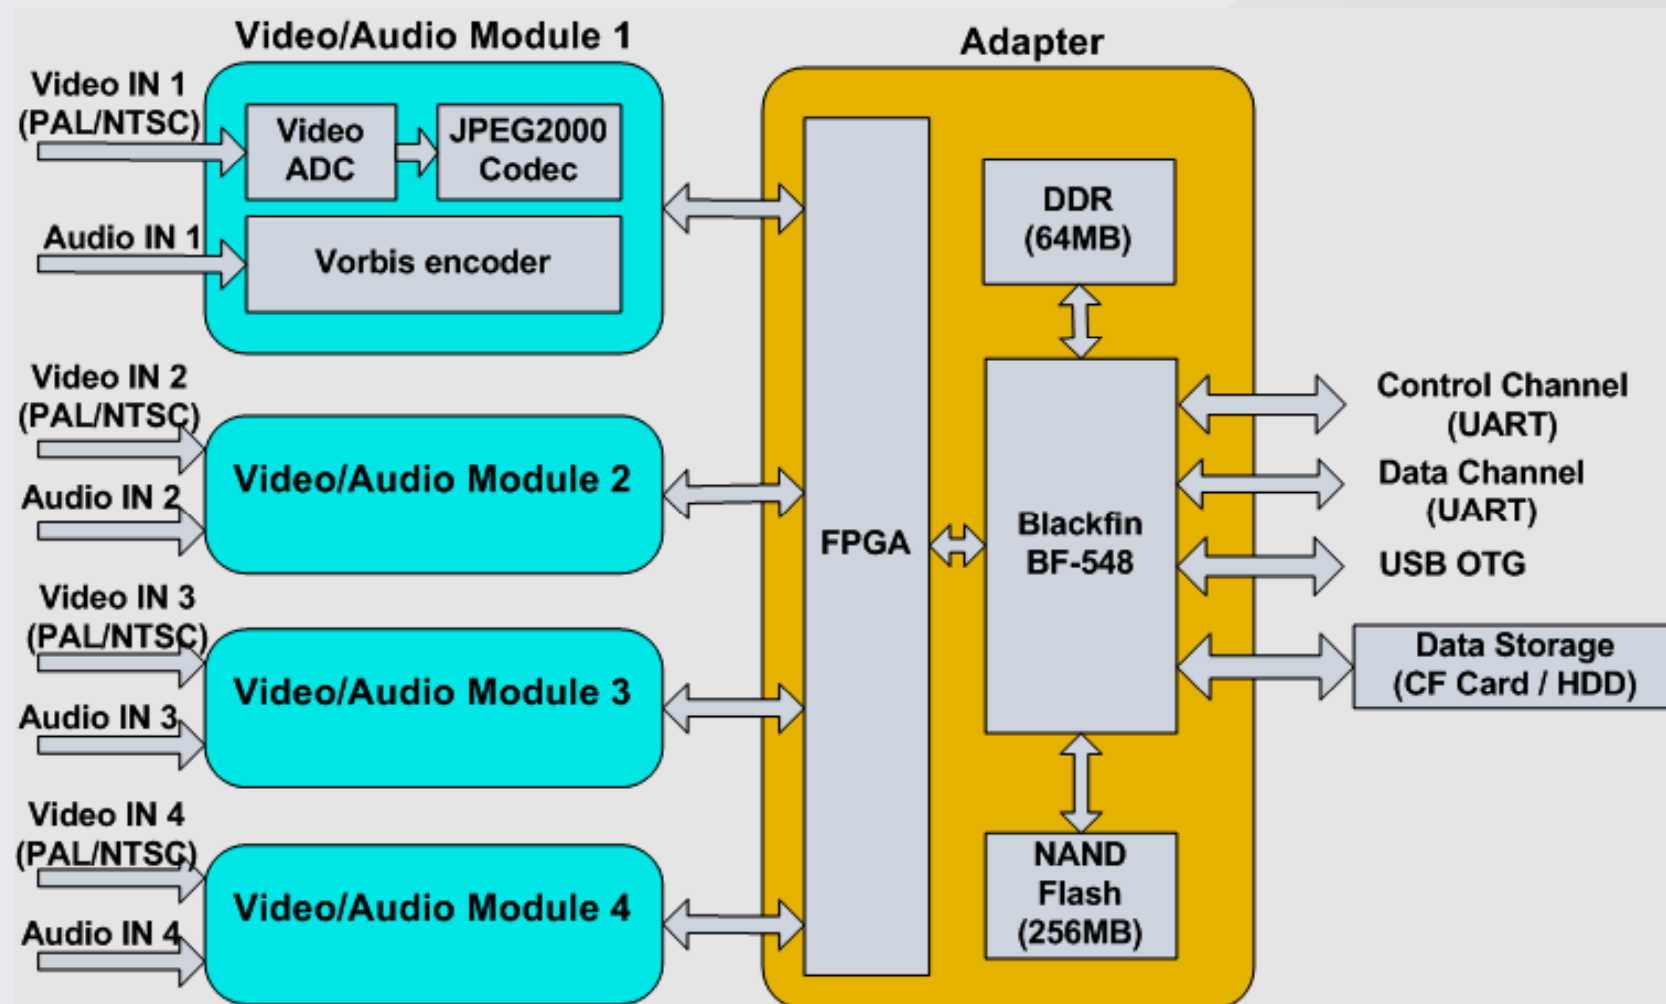 Video/Audio Module 1
Video IN 1
(PAL/NTSC)
Video
ADC
JPEG2000
Codec
Audio IN 1
Vorbis encoder
Video IN 2
(PAL/NTSC)
Audio IN 2
Video/Audio Module 2
Video IN 3
(PAL/NTSC)
Audio IN 3
Video/Audio Module 3
Video IN 4
(PAL/NTSC)
Audio IN 4
Video/Audio Module 4
Adapter
FPGA
DDR
(64MB)
Blackfin
BF-548
NAND
Flash
(256MB)
Control Channel
(UART)
Data Channel
(UART)
USB OTG
Data Storage
(CF Card / HDD)